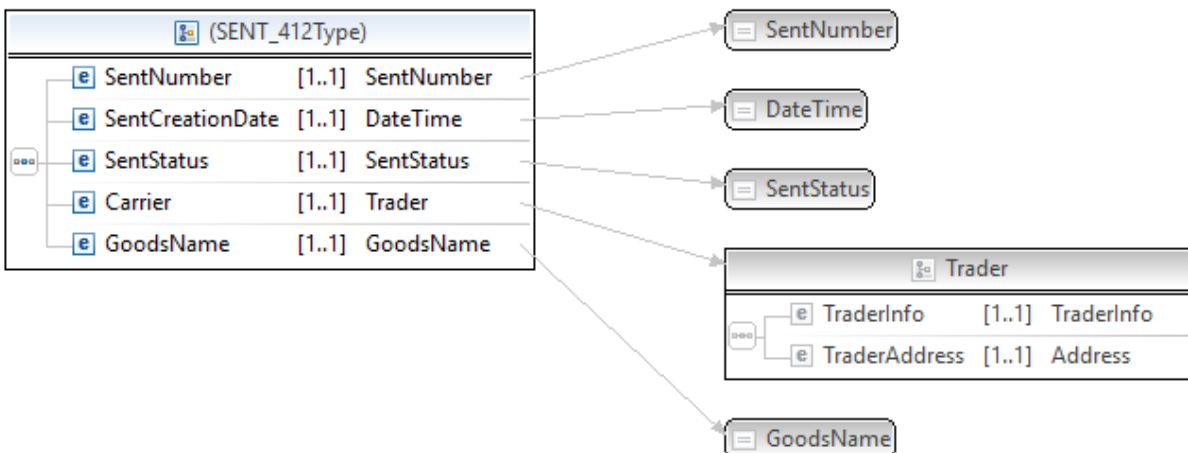 (SENT_412Type)
e SentNumber [1..1] SentNumber
e SentCreationDate [1..1] DateTime
e SentStatus [1..1] SentStatus
e Carrier [1..1] Trader
e GoodsName [1..1] GoodsName
SentNumber
DateTime
SentStatus
Trader
e TraderInfo [1..1] TraderInfo
e TraderAddress [1..1] Address
GoodsName